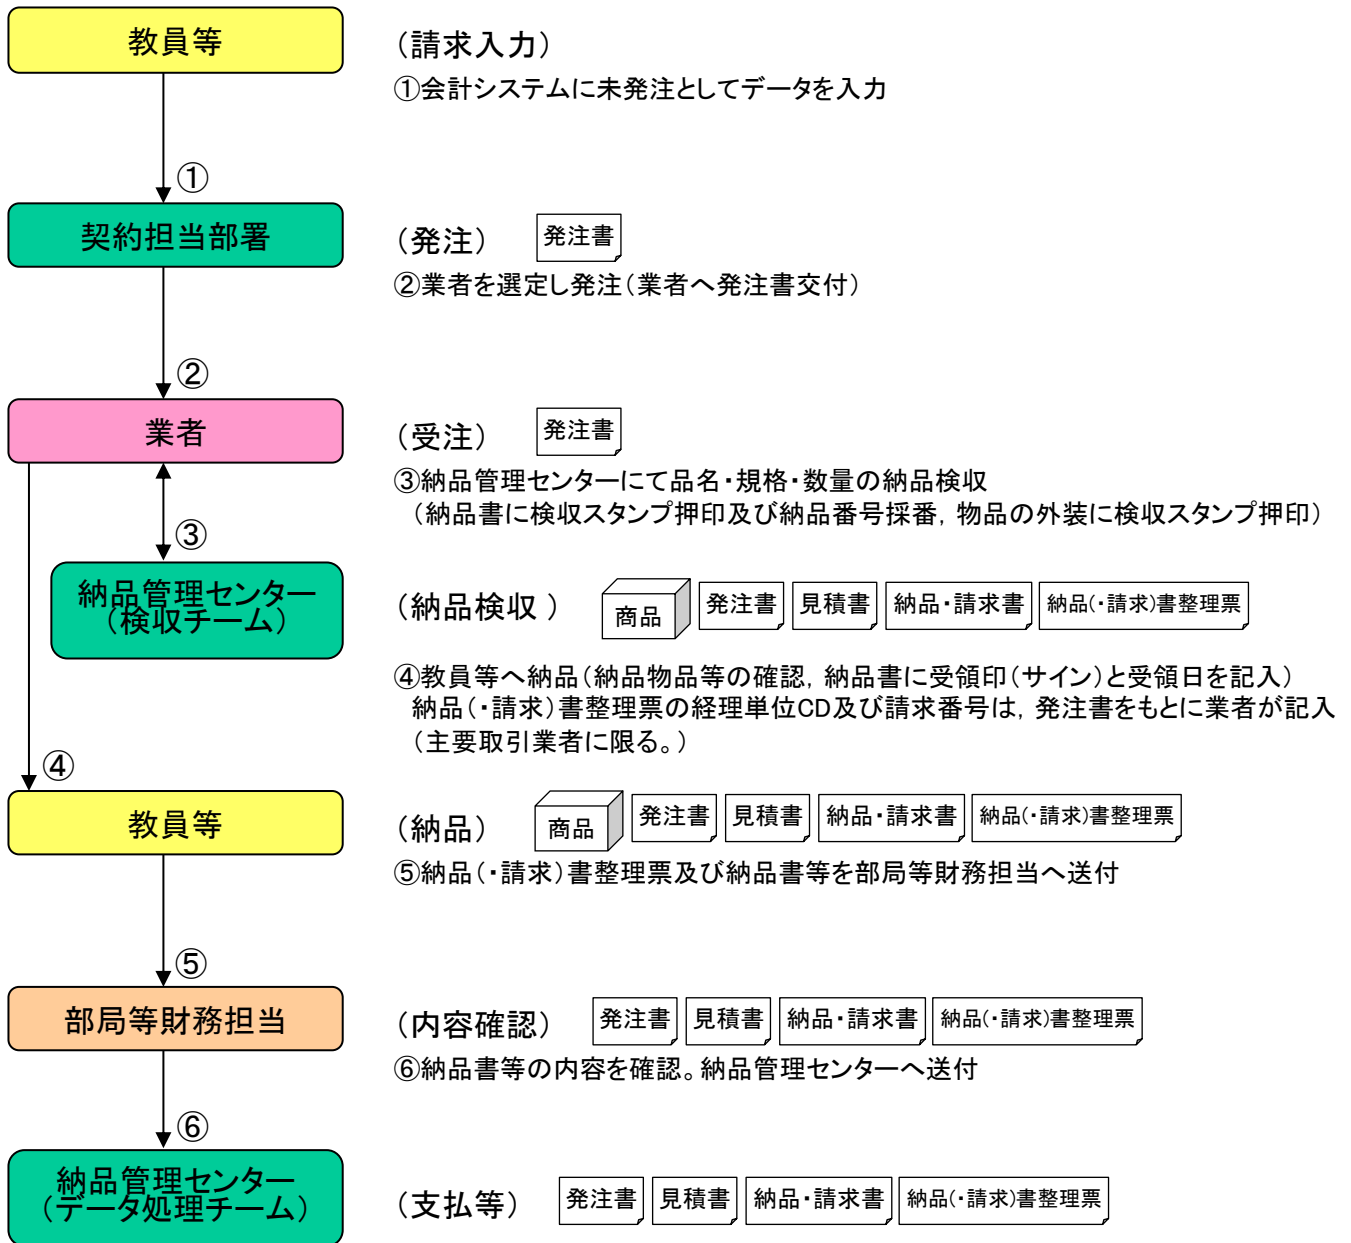 教員等
（請求入力）
①会計システムに未発注としてデータを入力
①
契約担当部署
（発注）
発注書
②業者を選定し発注（業者へ発注書交付）
②
業者
（受注）
発注書
③納品管理センターにて品名・規格・数量の納品検収
（納品書に検収スタンプ押印及び納品番号採番，物品の外装に検収スタンプ押印）
③
納品管理センター
（検収チーム）
（納品検収 ）
商品
発注書
見積書
納品・請求書
納品(・請求)書整理票
④教員等へ納品（納品物品等の確認，納品書に受領印（サイン）と受領日を記入）
納品（・請求）書整理票の経理単位CD及び請求番号は，発注書をもとに業者が記入
（主要取引業者に限る。）
④
教員等
（納品）
商品
発注書
見積書
納品・請求書
納品(・請求)書整理票
⑤納品（・請求）書整理票及び納品書等を部局等財務担当へ送付
⑤
部局等財務担当
（内容確認）
発注書
見積書
納品・請求書
納品(・請求)書整理票
⑥納品書等の内容を確認。納品管理センターへ送付
⑥
納品管理センター
（データ処理チーム）
（支払等）
発注書
見積書
納品・請求書
納品(・請求)書整理票